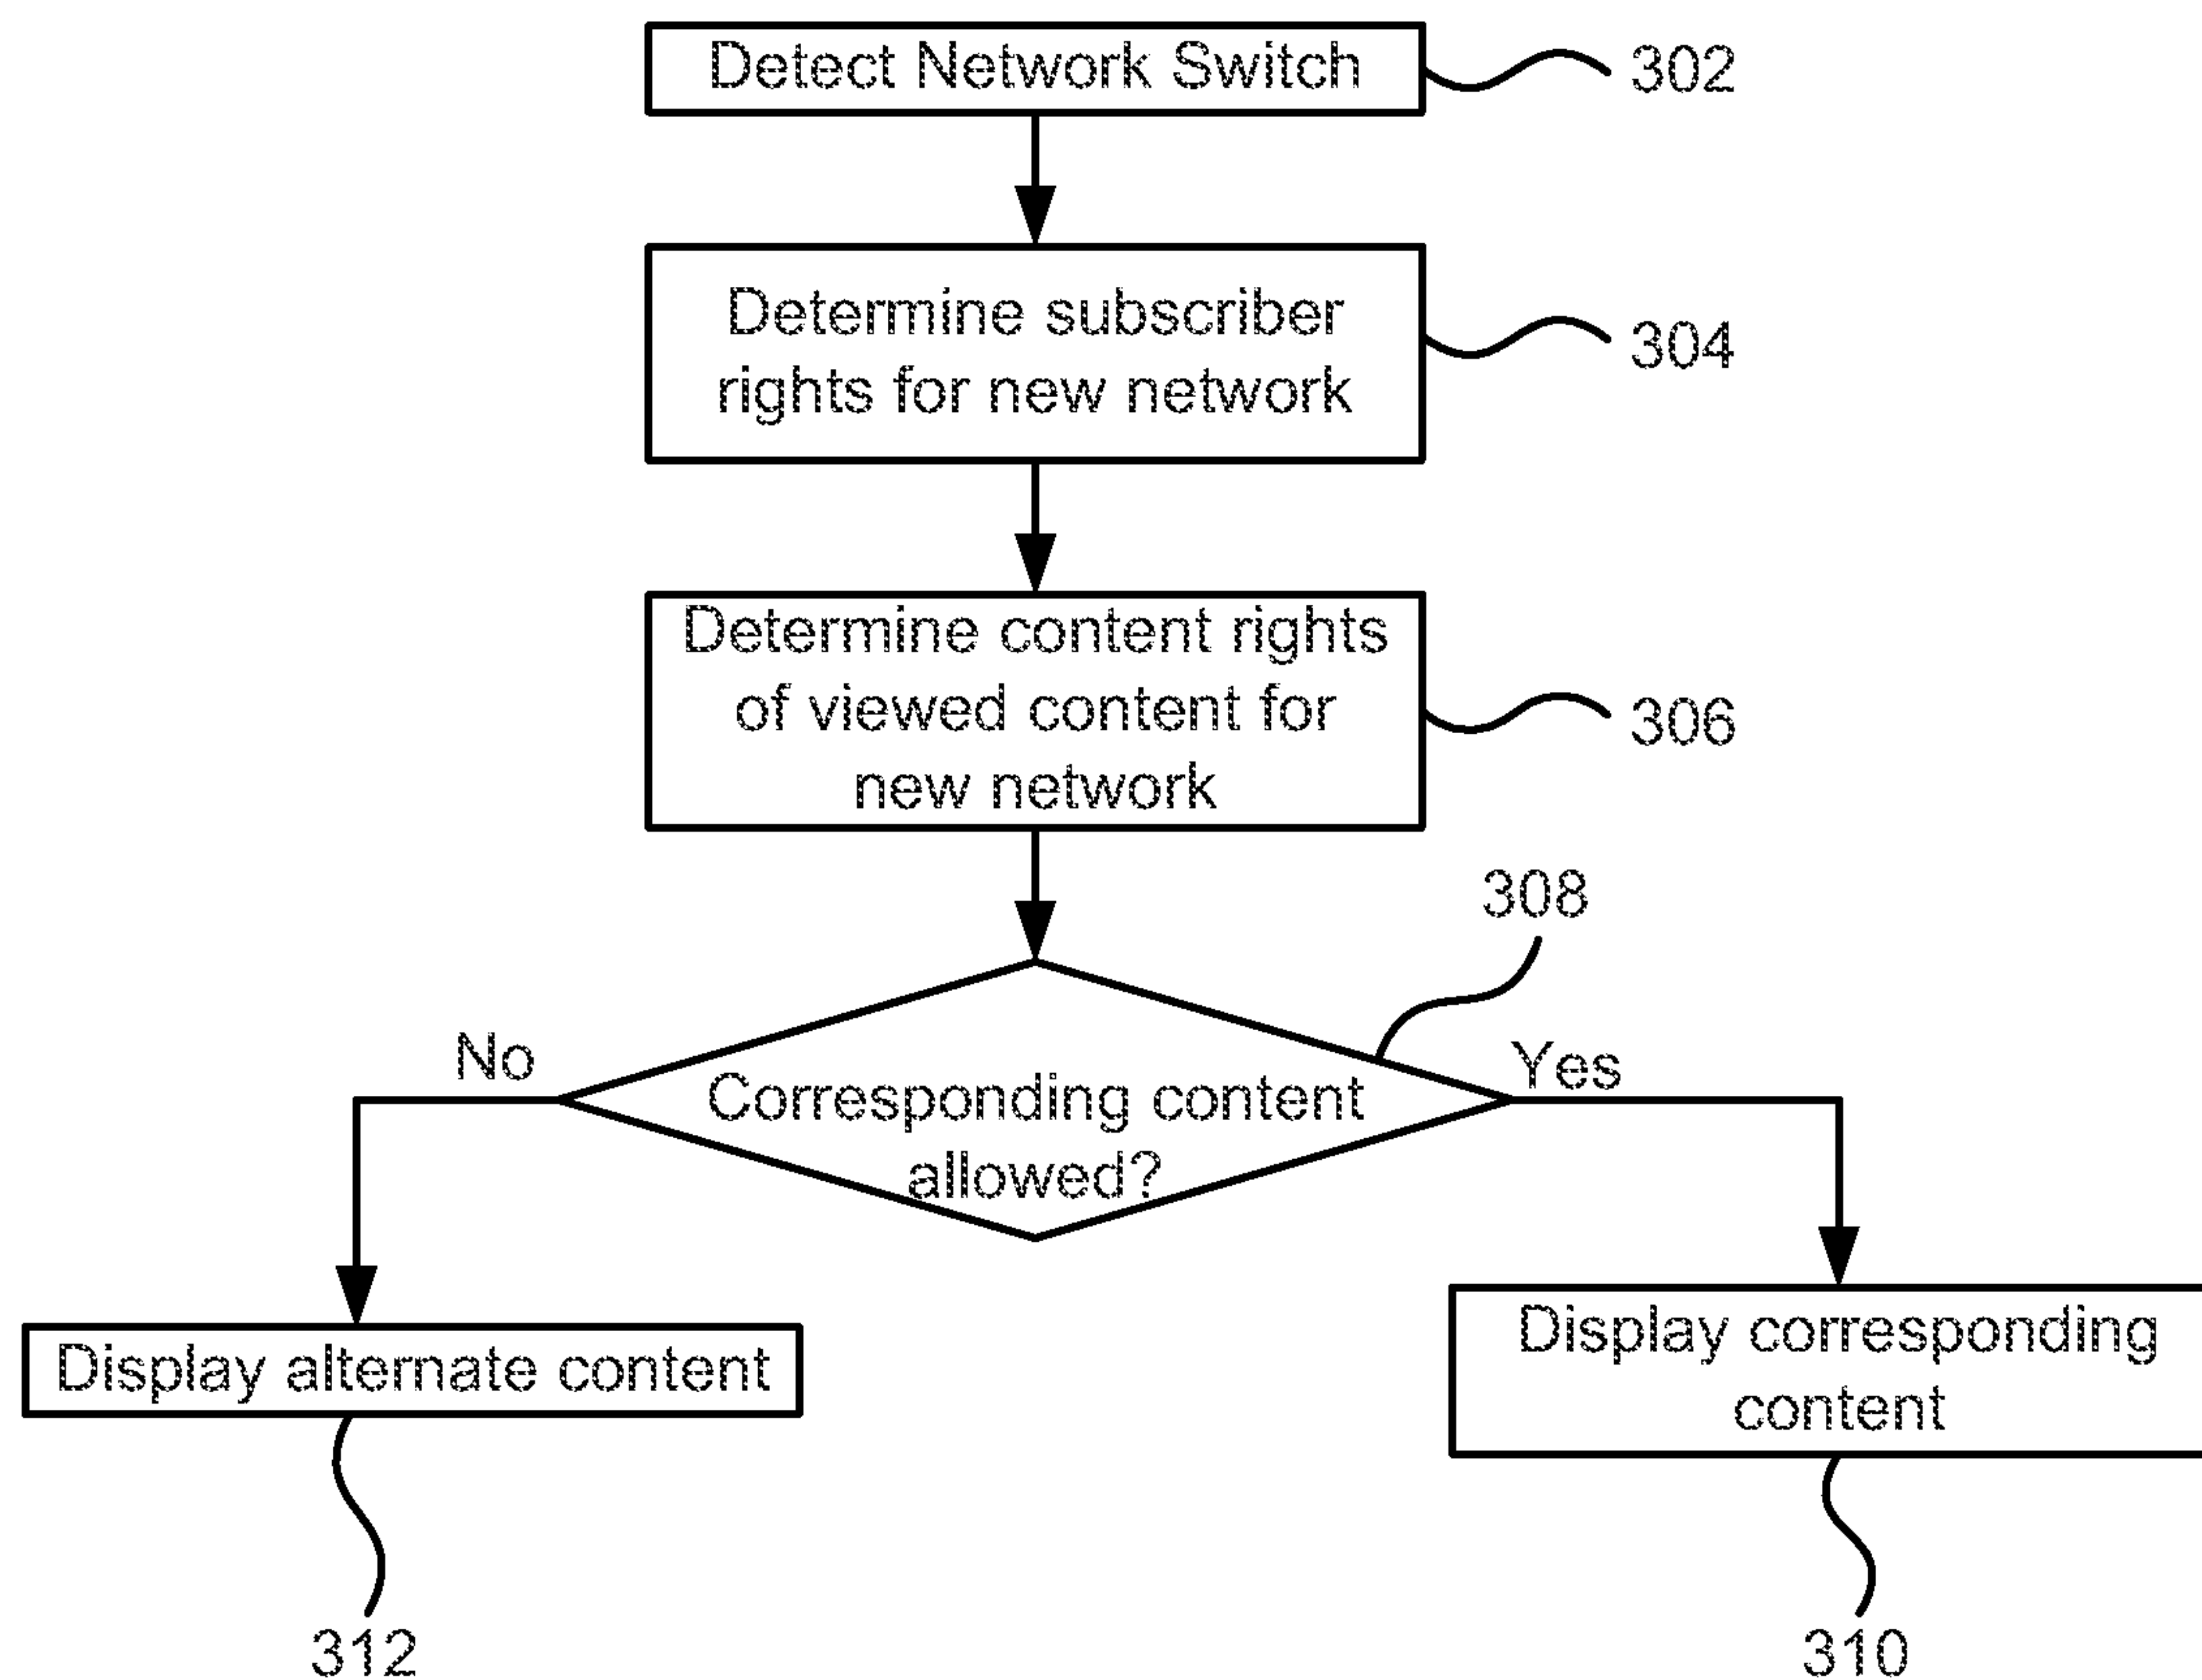 Detect Network Switch
302
Determine subscriber
rights for new network
304
Determine content rights
of viewed content for
new network
306
308
No
Yes
Corresponding content
allowed?
Display alternate content
Display corresponding
content
312
310